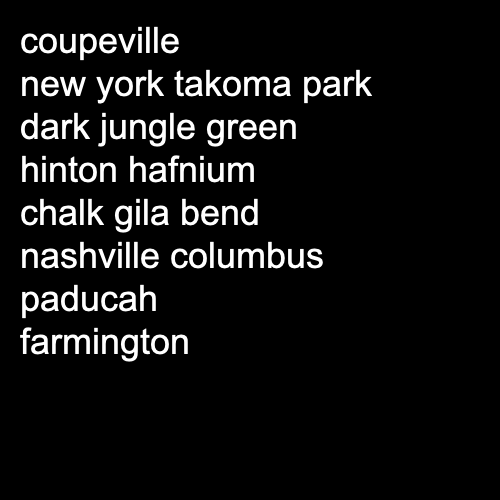 coupeville
new york takoma park
dark jungle green
hinton hafnium
chalk gila bend
nashville columbus
paducah
farmington